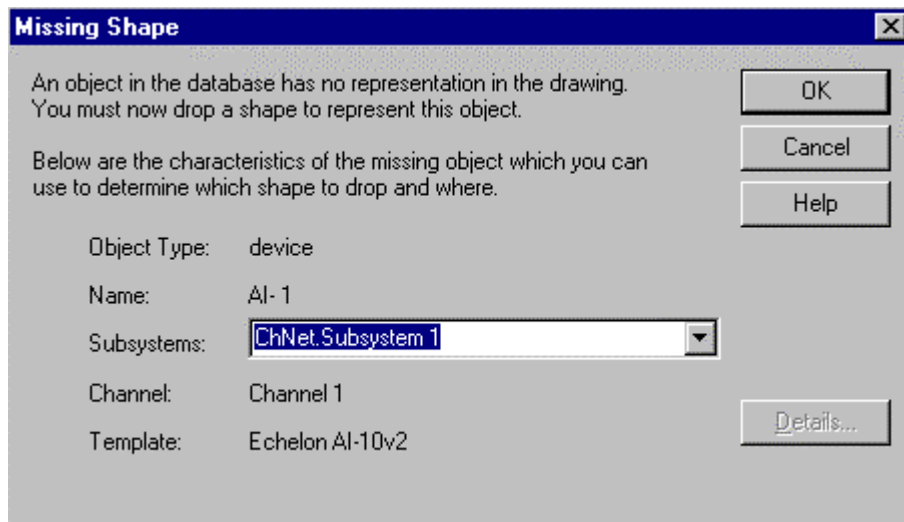 Missing Shape
An object in the database has no representation in the drawing.
You must now drop a shape to represent this object.
OK
Cancel
Below are the characteristics of the missing object which you can
use to determine which shape to drop and where.
Help
Object Type: device
Name: AI- 1
Subsystems: ChNet.Subsystem 1
Channel: Channel 1
Details...
Template: Echelon AI-10v2